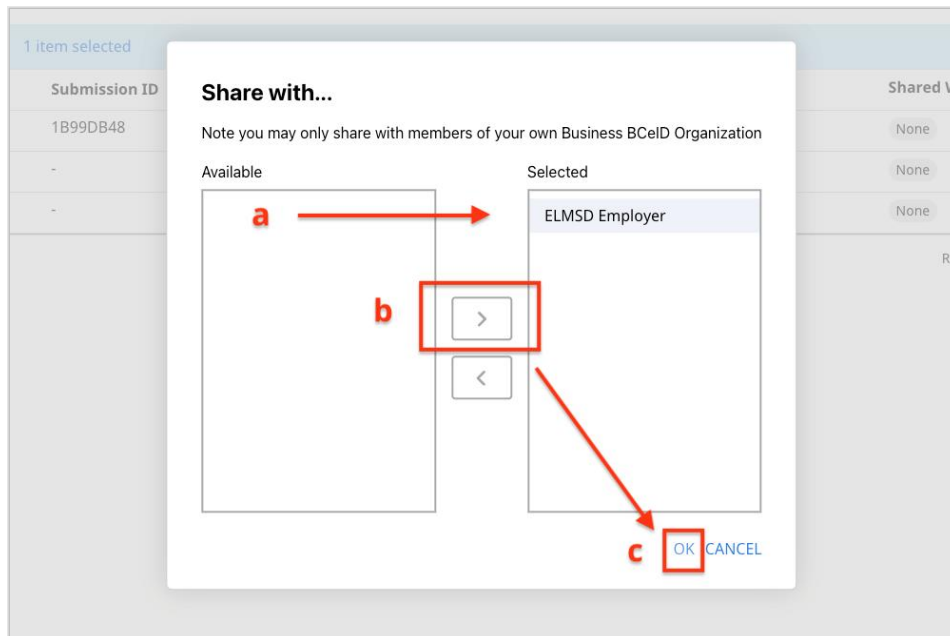 1 item selected
Submission ID
Shared
Share with...
1B99DB48
None
Note you may only share with members of your own Business BCeID Organization
-
None
-
None
Available
Selected
a
ELMSD Employer
R
b
>
<
c
OK CANCEL